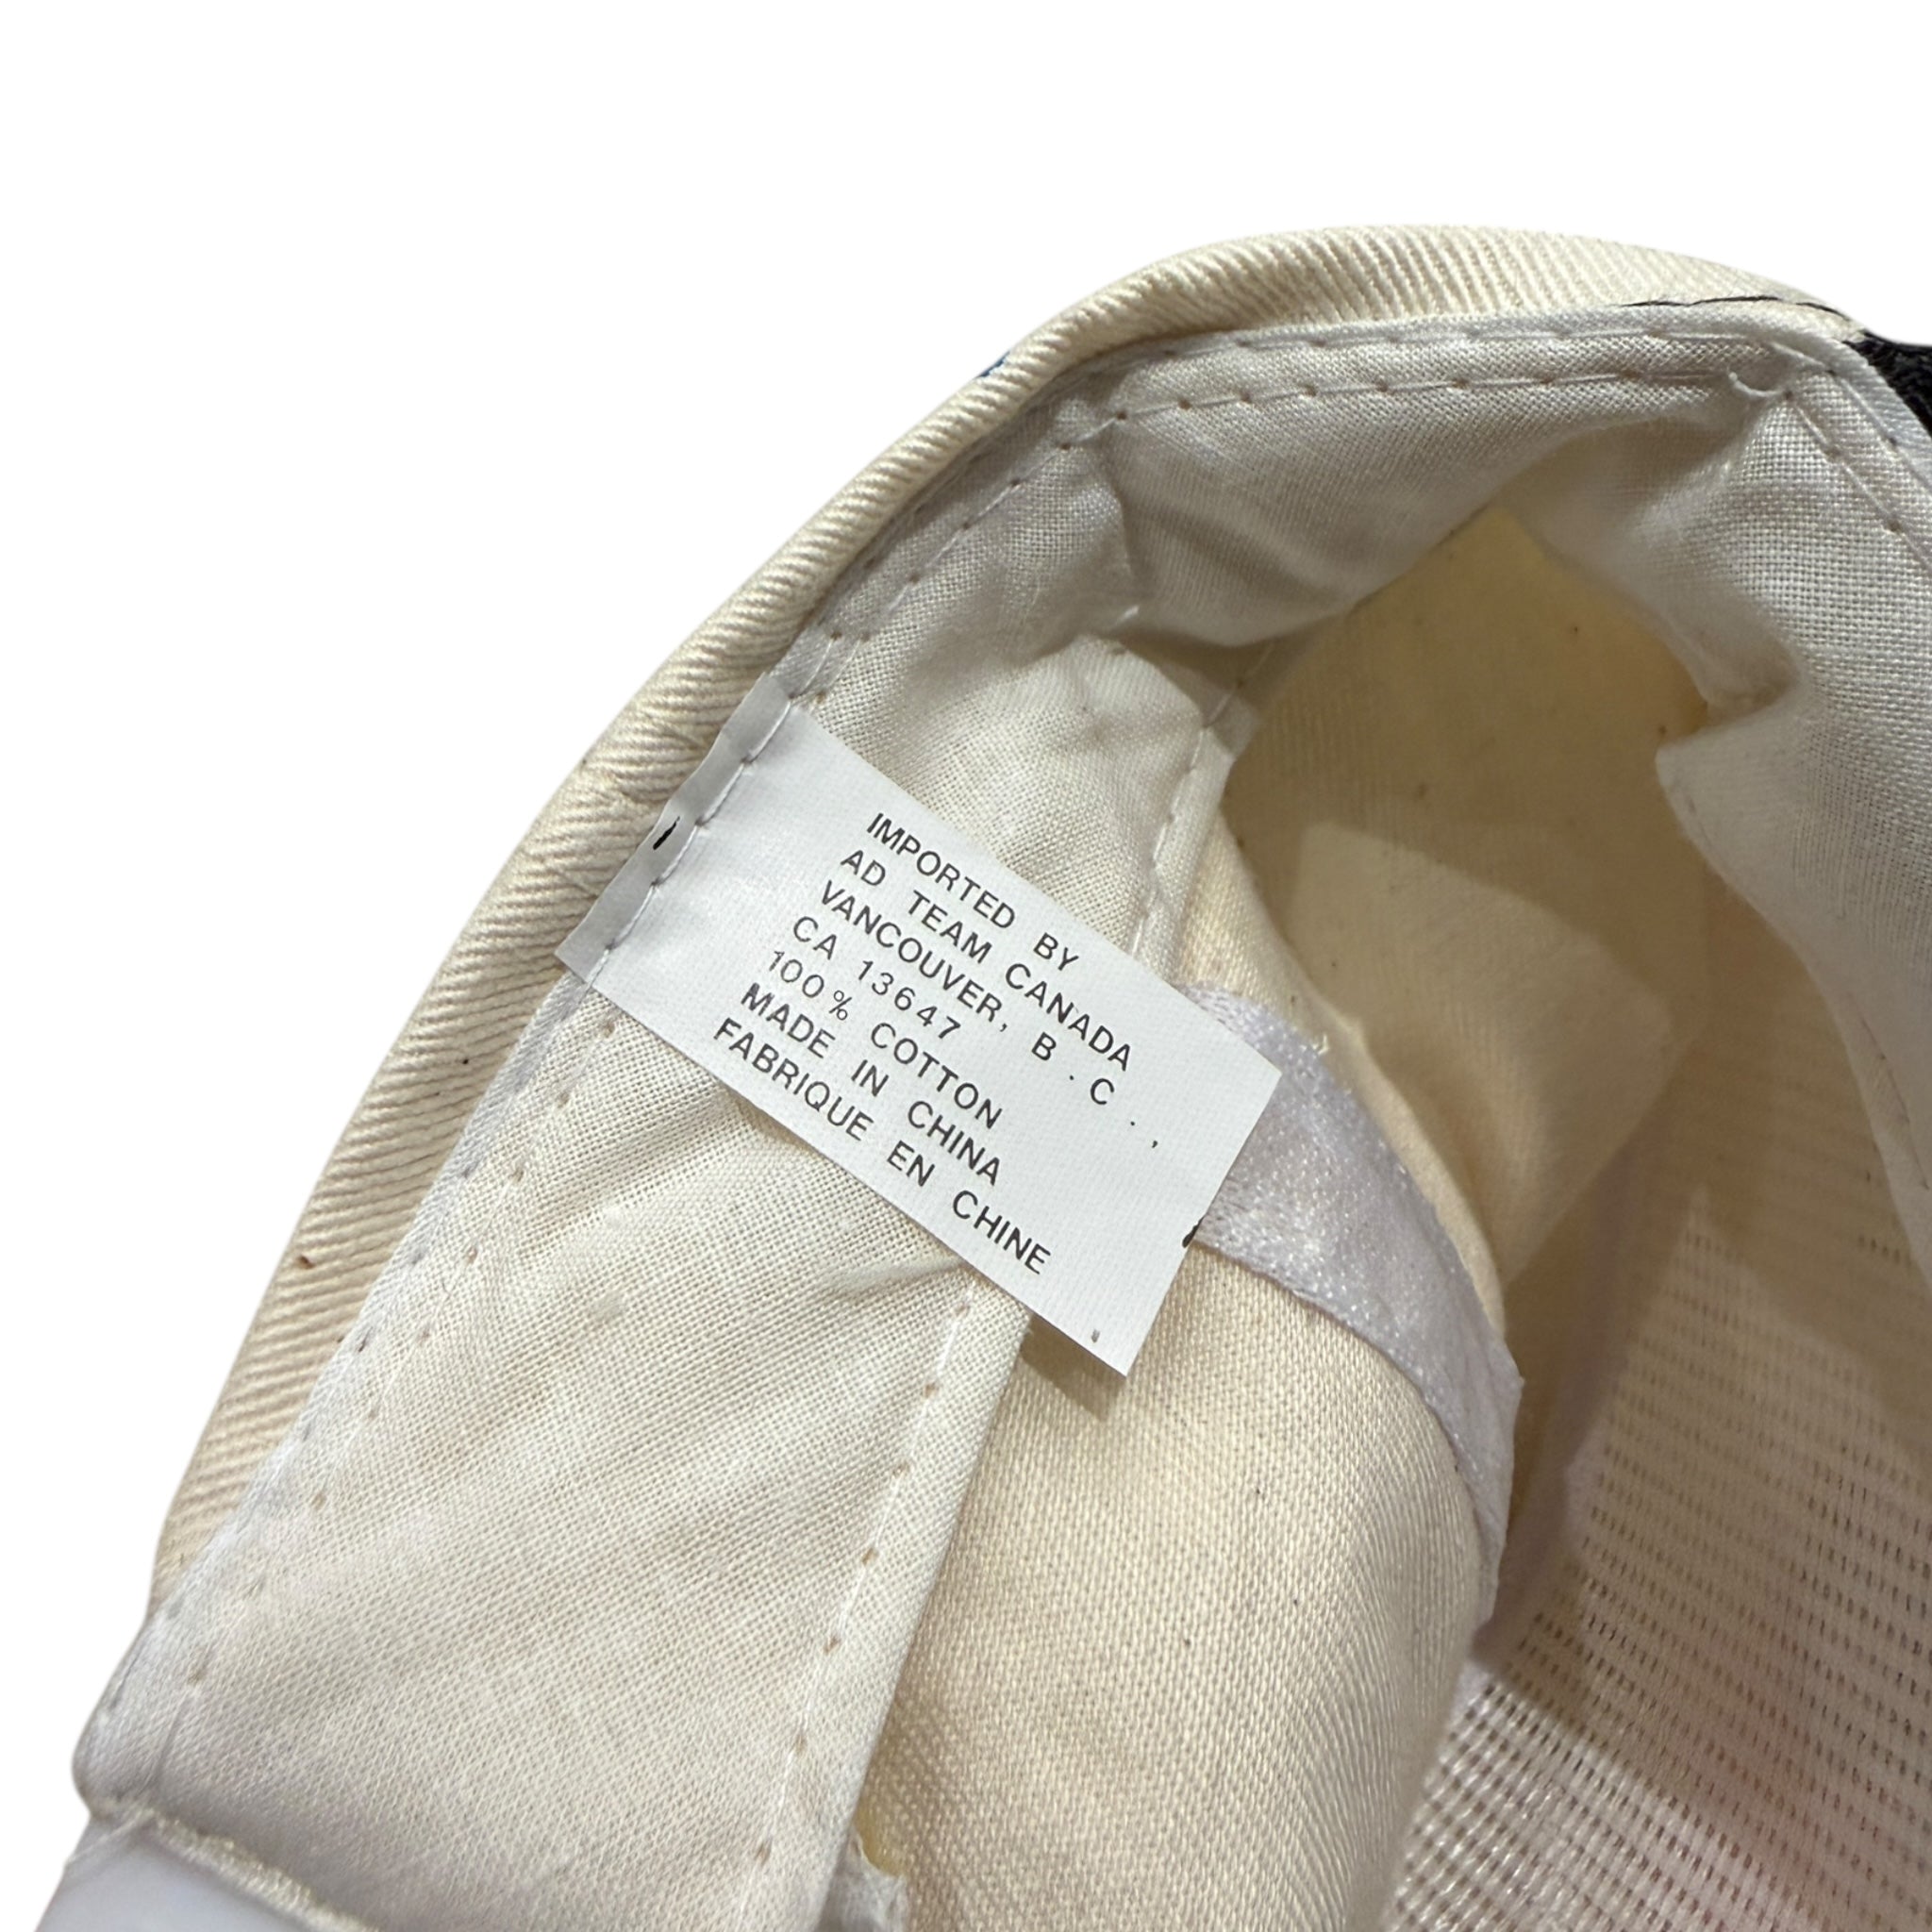 IMPORTED BY
AD TEAM CANADA
VANCOUVER, B.C.,
CA 13647
100% COTTON
MADE IN CHINA
FABRIQUE EN CHINE